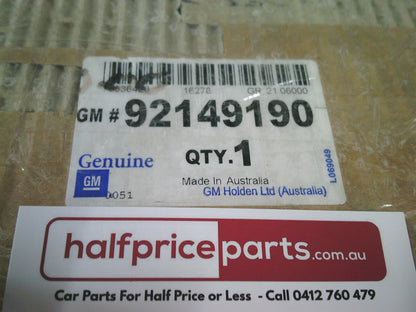 16278 GR 21 06000
GM # 92149190
Genuine QTY.1
GM
0051
Made In Australia
GM Holden Ltd (Australia)
L069049
halfpriceparts.com.au
Car Parts For Half Price or Less - Call 0412 760 479